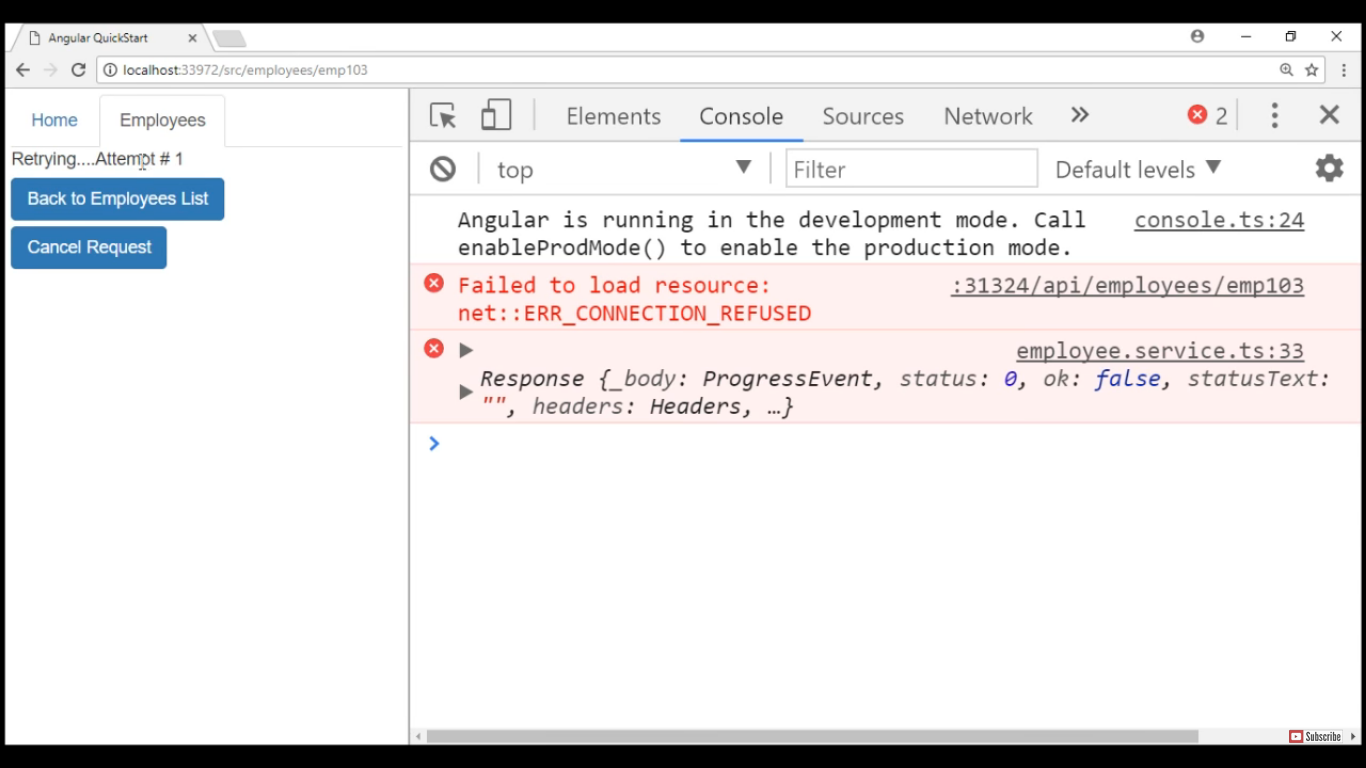 Angular QuickStart
localhost:33972/src/employees/emp103
Home Employees
Retrying....Attempt # 1
Back to Employees List
Cancel Request
Elements Console Sources Network 2
top Filter Default levels
Angular is running in the development mode. Call console.ts:24
enableProdMode() to enable the production mode.
Failed to load resource: :31324/api/employees/emp103
net::ERR_CONNECTION_REFUSED
employee.service.ts:33
Response {_body: ProgressEvent, status: 0, ok: false, statusText:
"", headers: Headers, …}
Subscribe